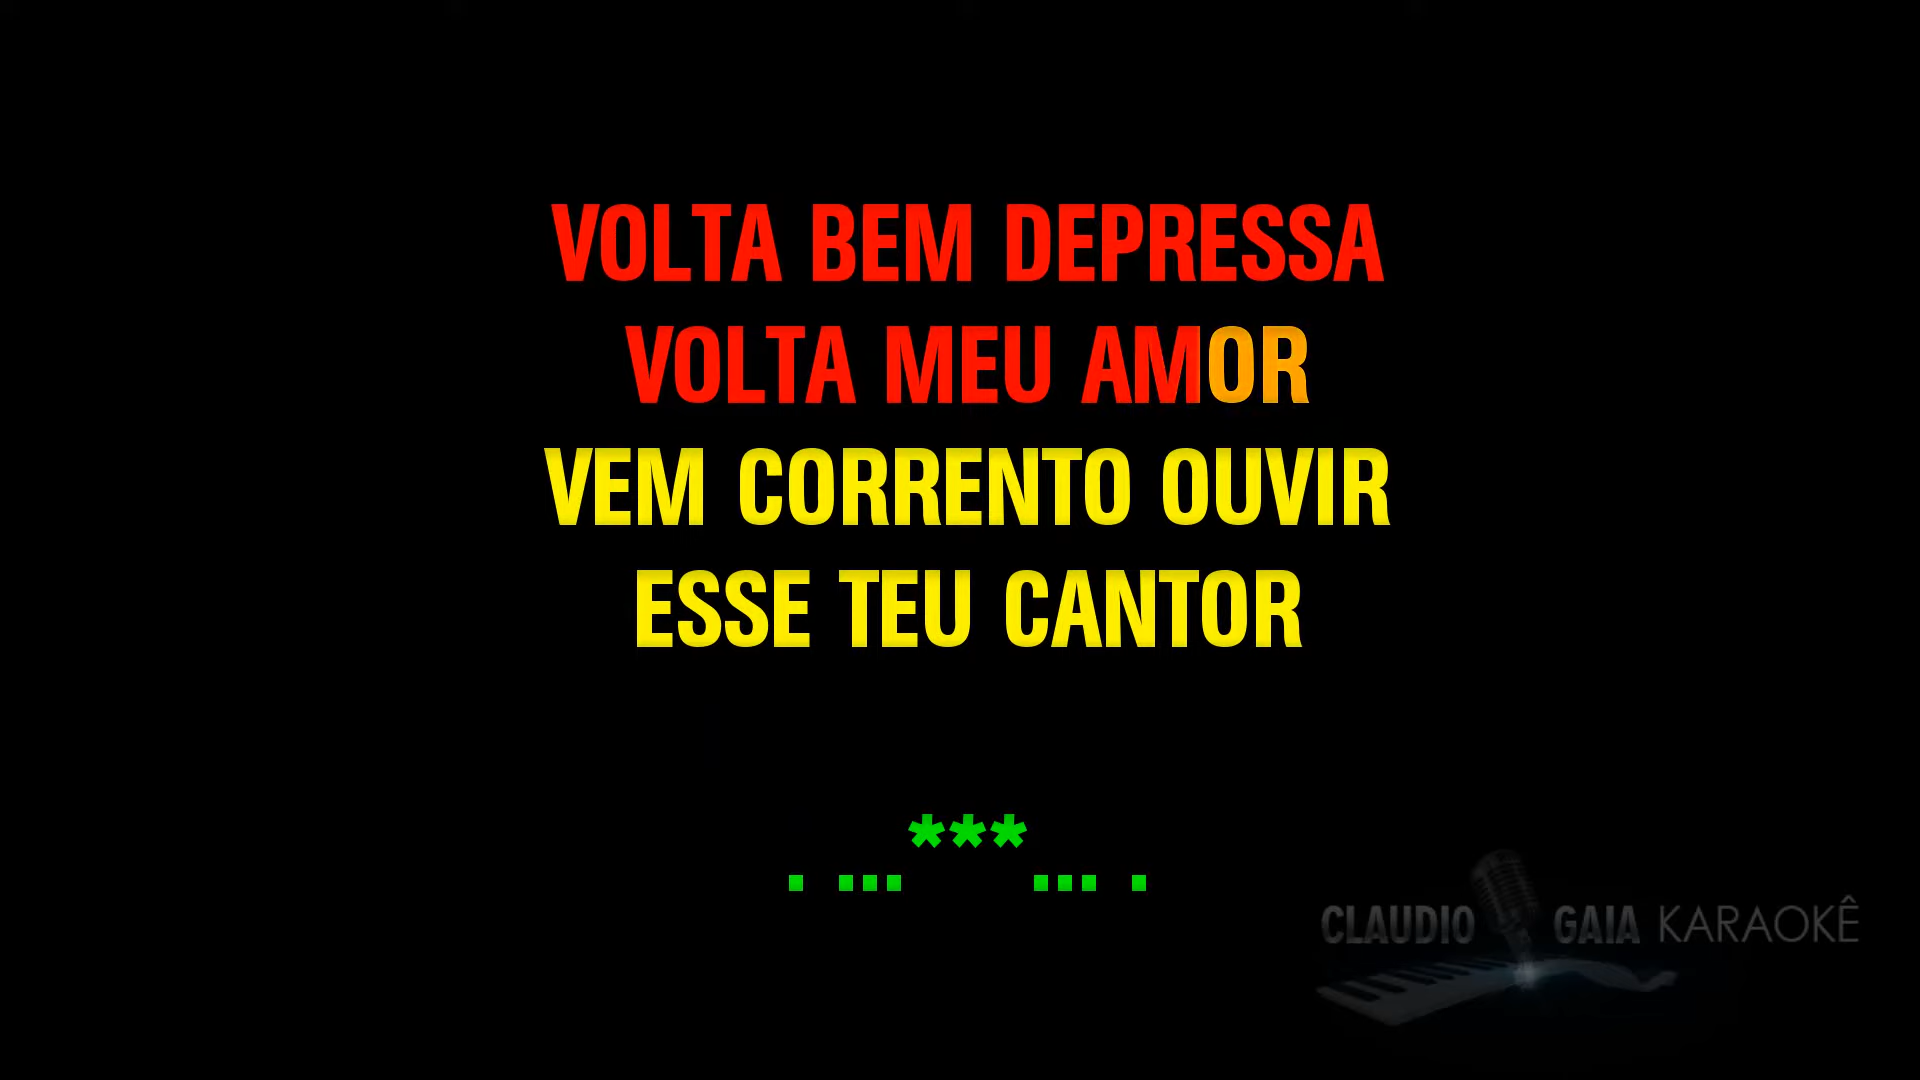 VOLTA BEM DEPRESSA
VOLTA MEU AMOR
VEM CORRENTO OUVIR
ESSE TEU CANTOR
. ...***... .
CLAUDIO GAIA KARAOKÊ